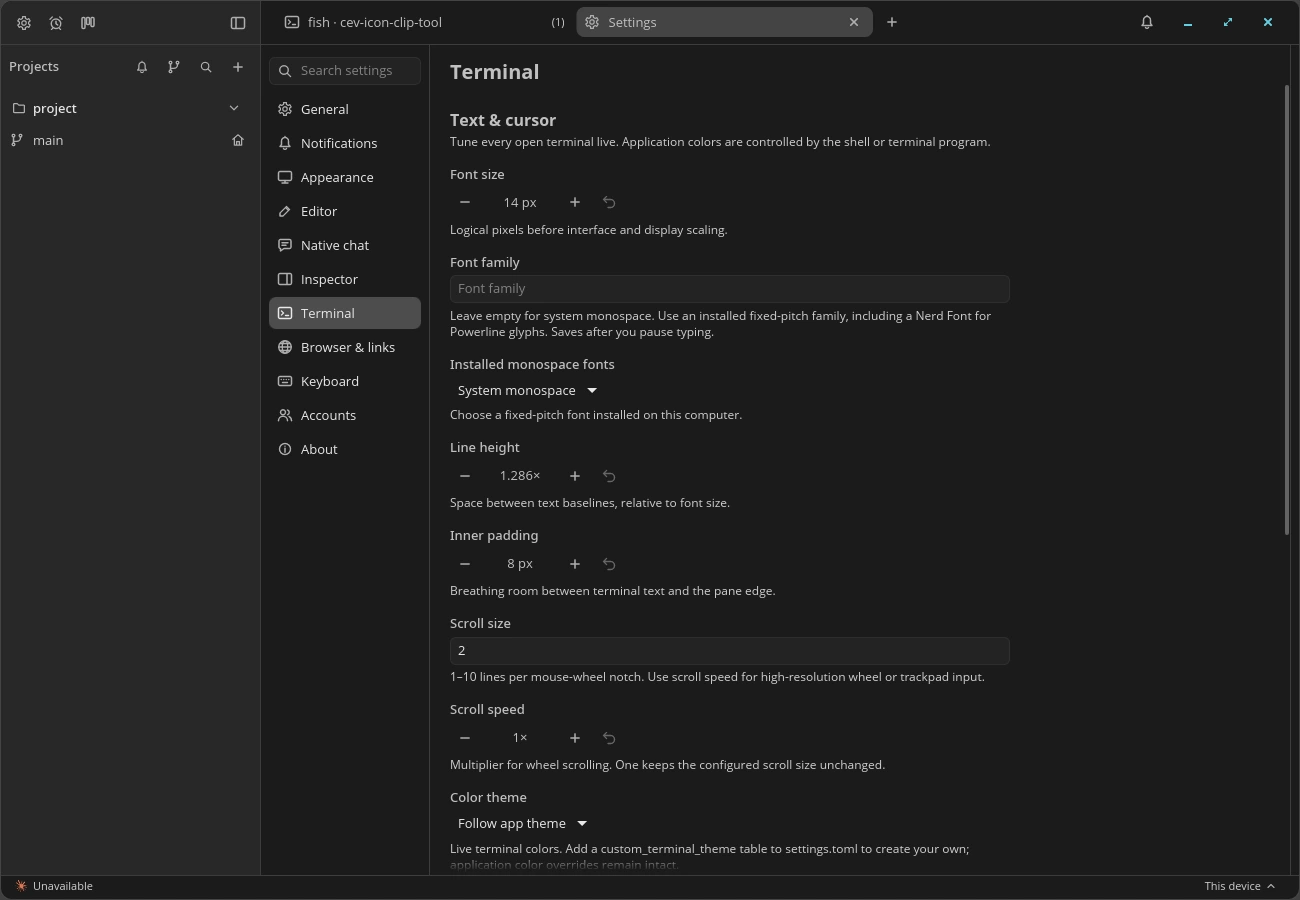 fish · cev-icon-clip-tool
(1)
Settings
Projects
project
main
Search settings
General
Notifications
Appearance
Editor
Native chat
Inspector
Terminal
Browser & links
Keyboard
Accounts
About
Terminal
Text & cursor
Tune every open terminal live. Application colors are controlled by the shell or terminal program.
Font size
14 px
Logical pixels before interface and display scaling.
Font family
Font family
Leave empty for system monospace. Use an installed fixed-pitch family, including a Nerd Font for
Powerline glyphs. Saves after you pause typing.
Installed monospace fonts
System monospace
Choose a fixed-pitch font installed on this computer.
Line height
1.286×
Space between text baselines, relative to font size.
Inner padding
8 px
Breathing room between terminal text and the pane edge.
Scroll size
2
1–10 lines per mouse-wheel notch. Use scroll speed for high-resolution wheel or trackpad input.
Scroll speed
1×
Multiplier for wheel scrolling. One keeps the configured scroll size unchanged.
Color theme
Follow app theme
Live terminal colors. Add a custom_terminal_theme table to settings.toml to create your own;
application color overrides remain intact.
Unavailable
This device